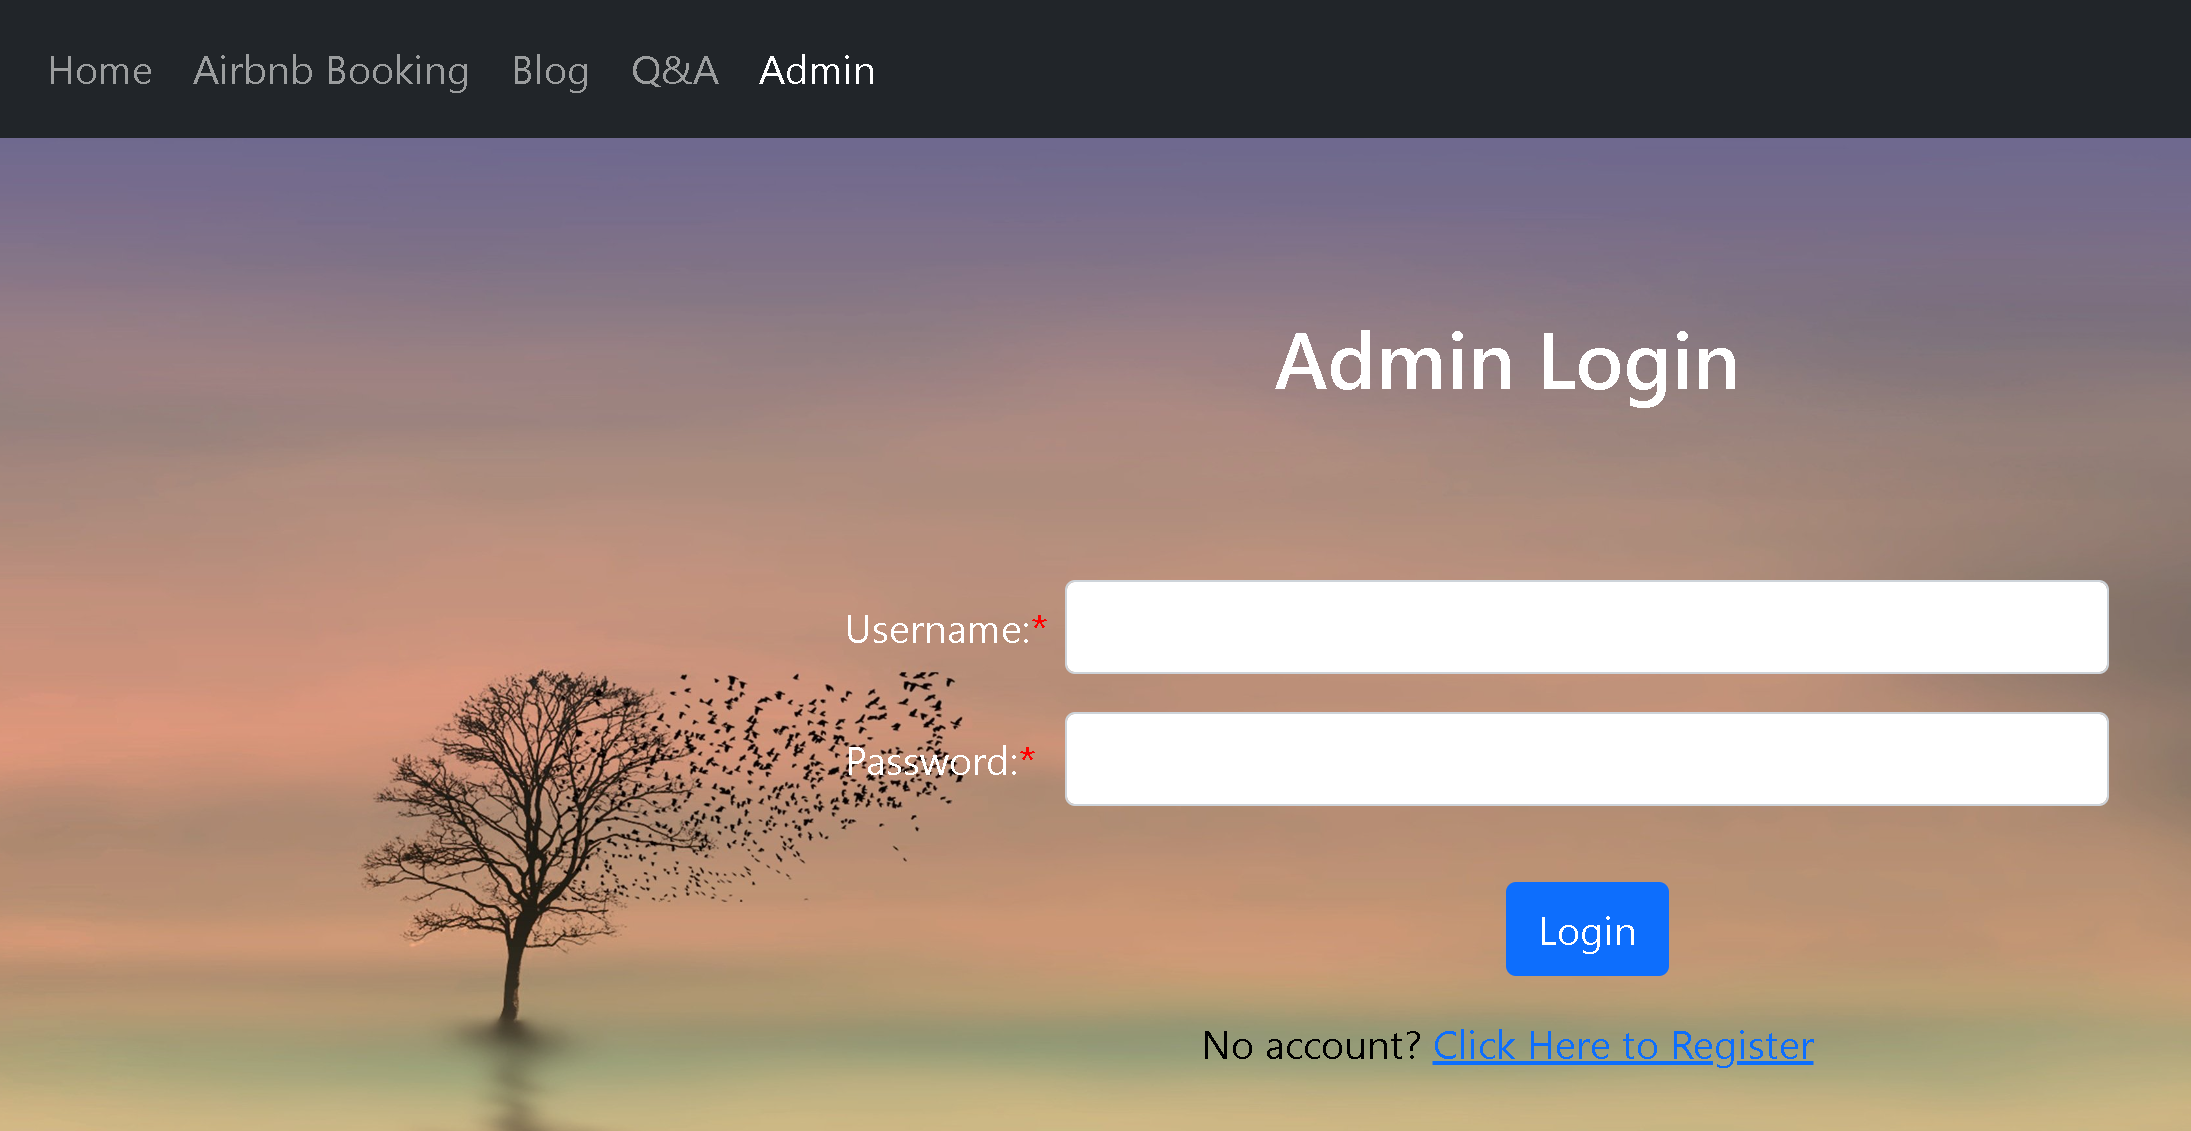 Home Airbnb Booking Blog Q&A Admin
Admin Login
Username:*
Password:*
Login
No account? Click Here to Register